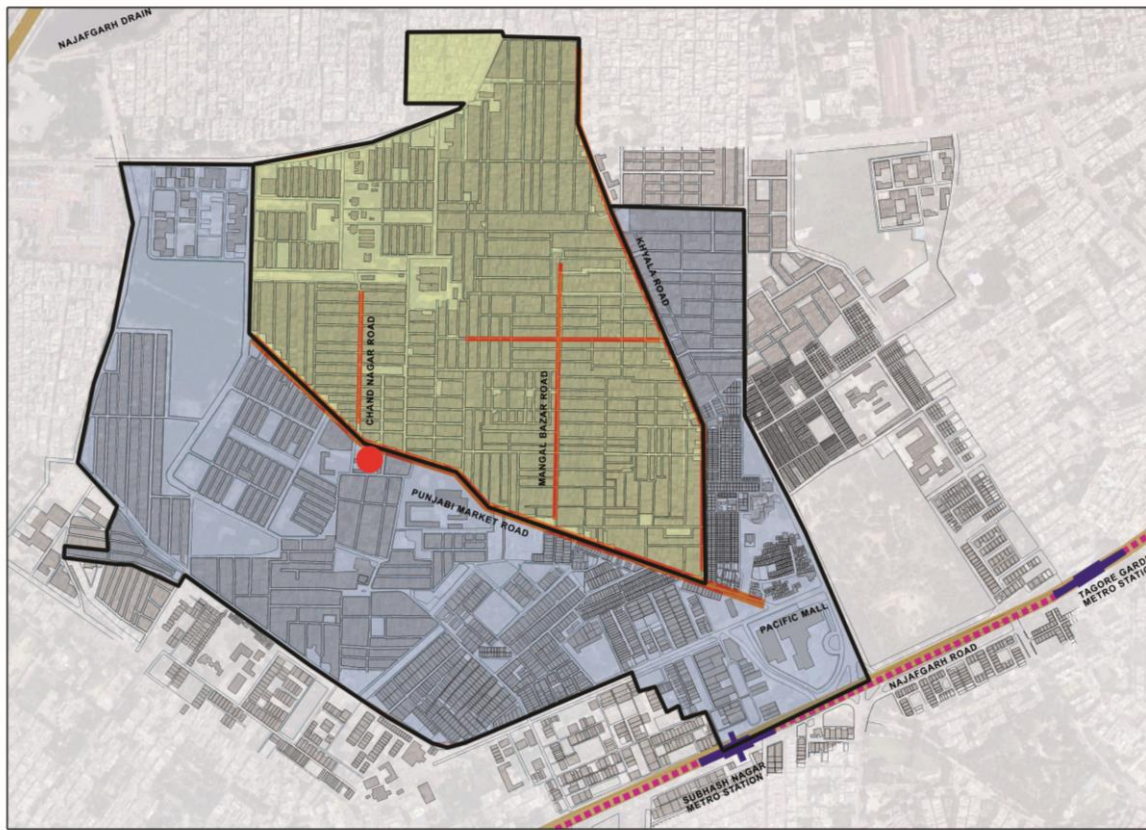 NAJAFGARH DRAIN
KHYALA ROAD
CHAND NAGAR ROAD
MANGAL BAZAR ROAD
PUNJABI MARKET ROAD
PACIFIC MALL
TAGORE GARDE
METRO STATION
NAJAFGARH ROAD
SUBHASH NAGAR
METRO STATION